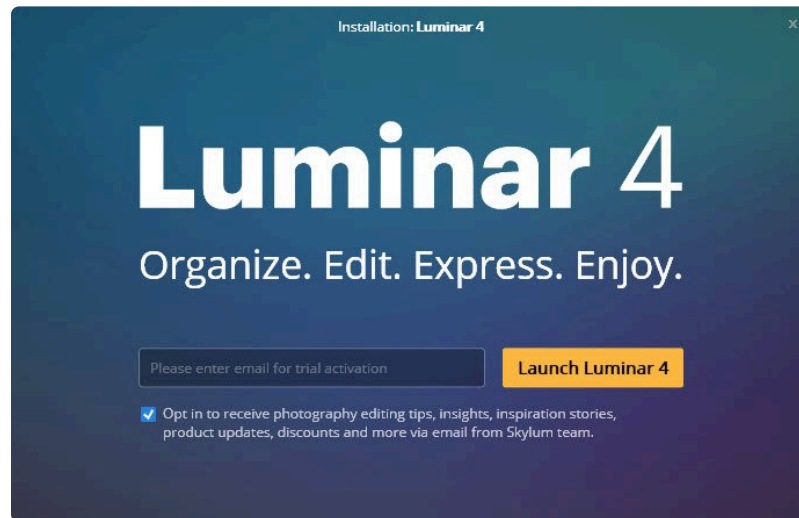 Installation: Luminar 4
x
Luminar 4
Organize. Edit. Express. Enjoy.
Please enter email for trial activation
Launch Luminar 4
Opt in to receive photography editing tips, insights, inspiration stories,
product updates, discounts and more via email from Skylum team.